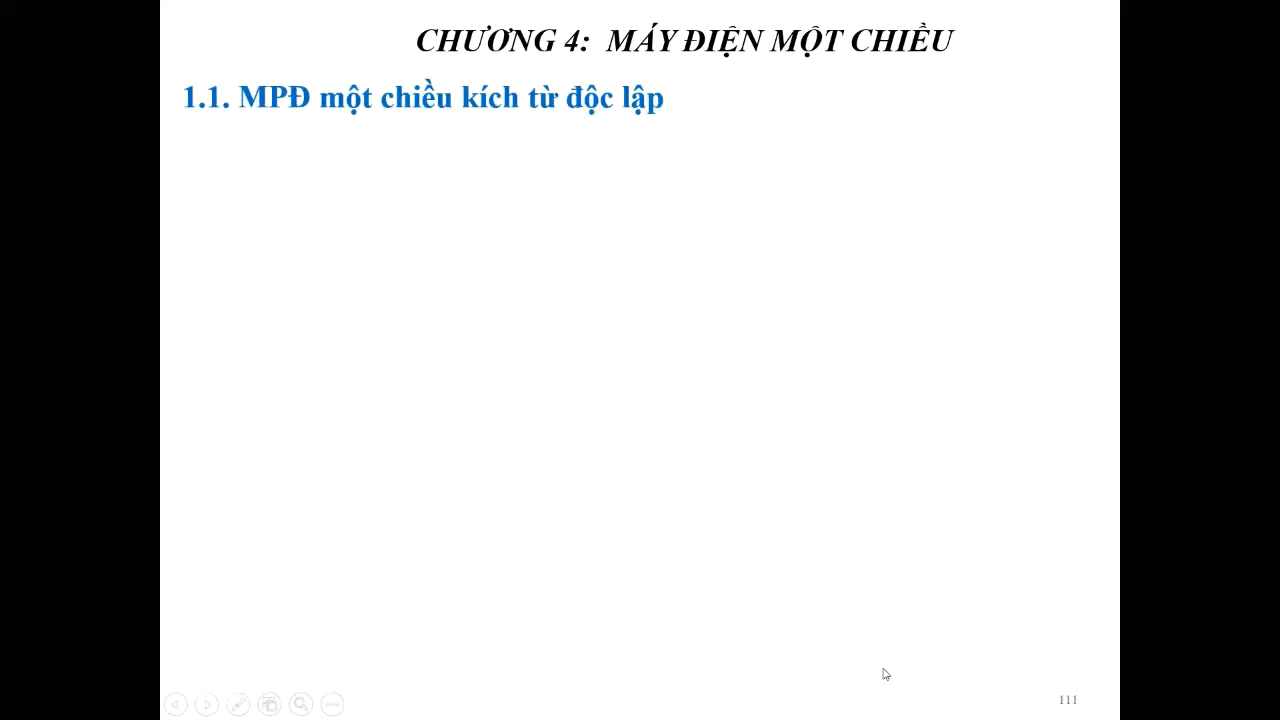 CHƯƠNG 4: MÁY ĐIỆN MỘT CHIỀU
1.1. MPĐ một chiều kích từ độc lập
111